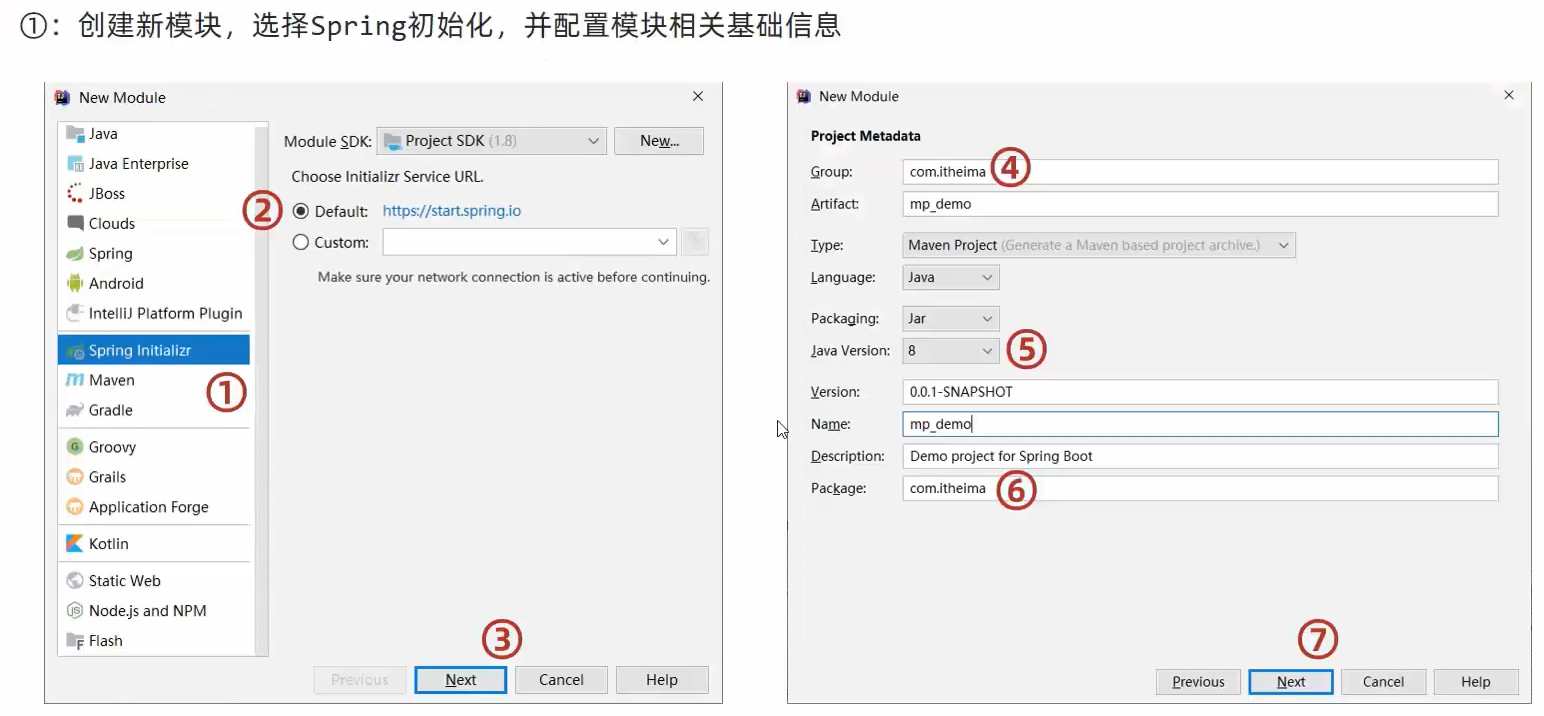 ①：创建新模块，选择Spring初始化，并配置模块相关基础信息
New Module
Java
Java Enterprise
JBoss
Clouds
Spring
Android
IntelliJ Platform Plugin
Spring Initializr
Maven
①
Gradle
Groovy
Grails
Application Forge
Kotlin
Static Web
Node.js and NPM
Flash
Module SDK: Project SDK (1.8) New...
Choose Initializr Service URL.
② Default: https://start.spring.io
Custom:
Make sure your network connection is active before continuing.
③
Previous Next Cancel Help
New Module
Project Metadata
Group: com.itheima ④
Artifact: mp_demo
Type: Maven Project (Generate a Maven based project archive.)
Language: Java
Packaging: Jar
Java Version: 8 ⑤
Version: 0.0.1-SNAPSHOT
Name: mp_demo
Description: Demo project for Spring Boot
Package: com.itheima ⑥
⑦
Previous Next Cancel Help